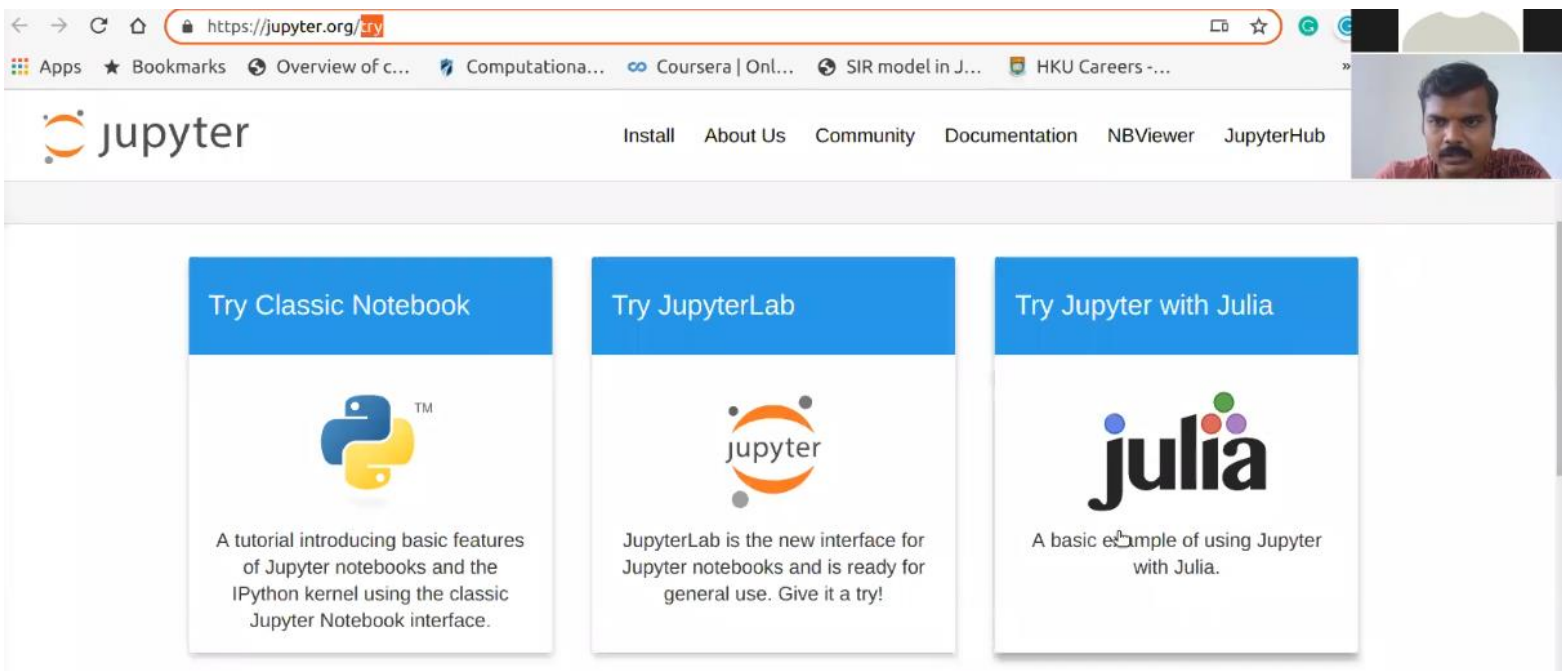 https://jupyter.org/try
Apps Bookmarks Overview of c... Computationa... Coursera | Onl... SIR model in J... HKU Careers -... »
jupyter
Install About Us Community Documentation NBViewer JupyterHub
Try Classic Notebook
TM
A tutorial introducing basic features
of Jupyter notebooks and the
IPython kernel using the classic
Jupyter Notebook interface.
Try JupyterLab
jupyter
JupyterLab is the new interface for
Jupyter notebooks and is ready for
general use. Give it a try!
Try Jupyter with Julia
julia
A basic example of using Jupyter
with Julia.